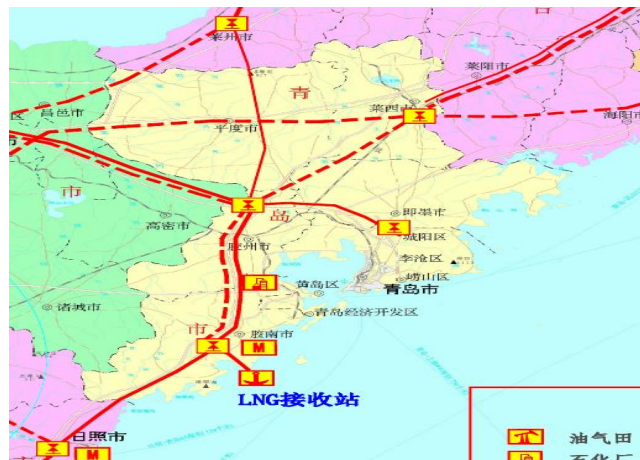 莱州市
青
莱阳市
昌邑市
莱西市
海阳市
平度市
市
岛
高密市
即墨市
城阳区
胶州市
李沧区
黄岛区
崂山区
青岛市
诸城市
青岛经济开发区
市
胶南市
M
LNG接收站
日照市
M
油气田
石化厂